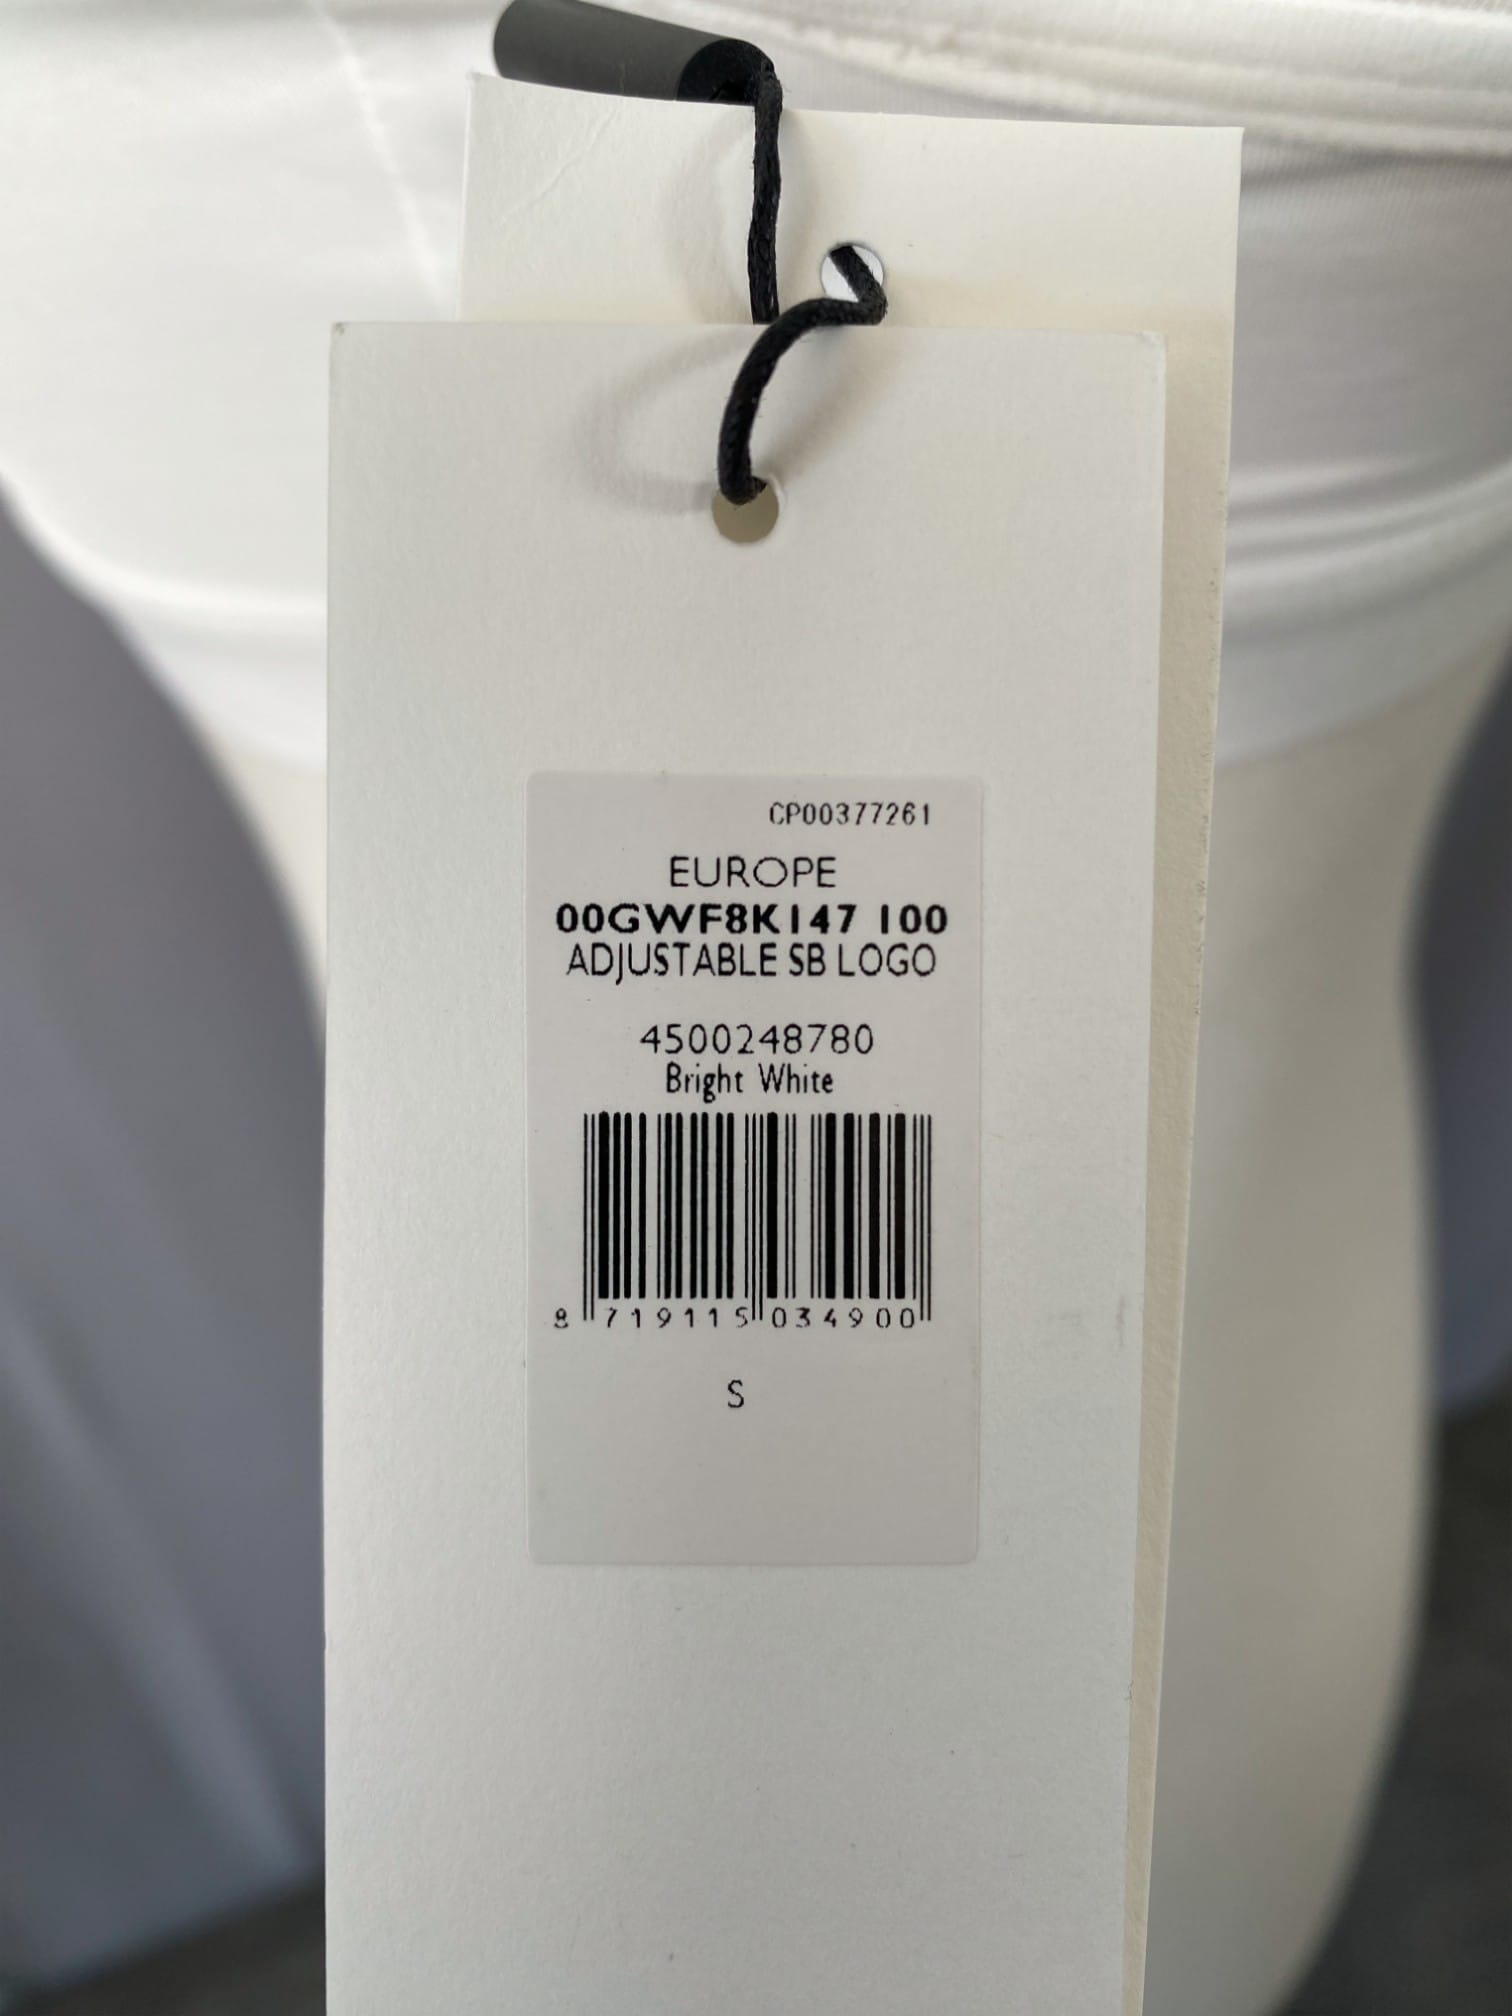 CP00377261
EUROPE
00GWF8K147 100
ADJUSTABLE SB LOGO
4500248780
Bright White
8 719115 034900
S